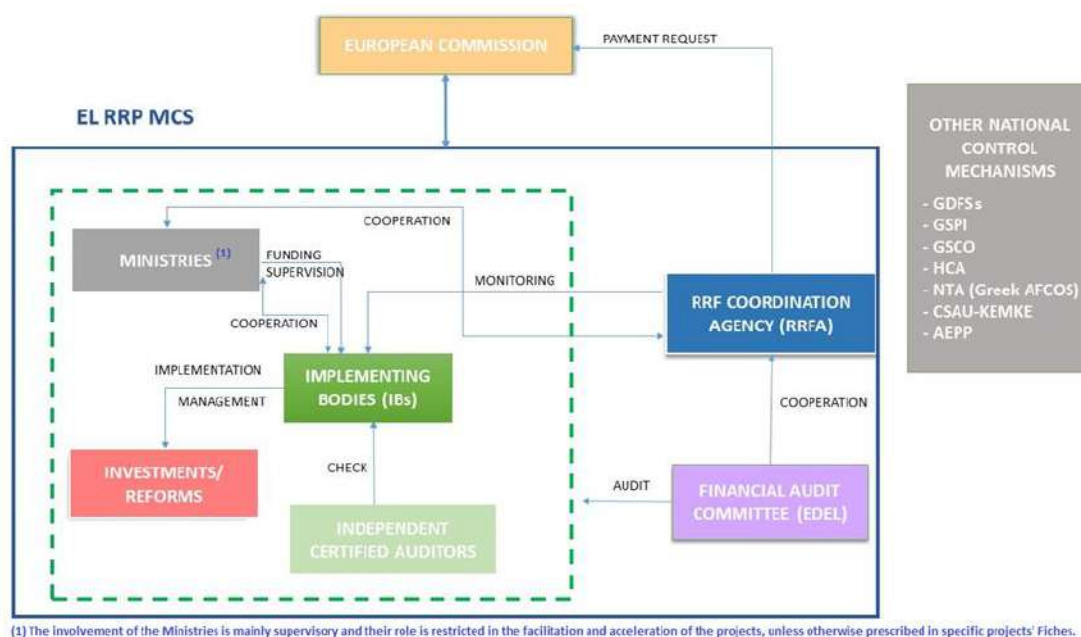 EUROPEAN COMMISSION
PAYMENT REQUEST
EL RRP MCS
OTHER NATIONAL
CONTROL
MECHANISMS
- GDFSs
- GSPI
- GSCO
- HCA
- NTA (Greek AFCOS)
- CSAU-KEMKE
- AEPP
COOPERATION
MINISTRIES (1)
FUNDING
SUPERVISION
MONITORING
RRF COORDINATION
AGENCY (RRFA)
COOPERATION
IMPLEMENTATION
MANAGEMENT
IMPLEMENTING
BODIES (IBs)
COOPERATION
INVESTMENTS/
REFORMS
CHECK
AUDIT
FINANCIAL AUDIT
COMMITTEE (EDEL)
INDEPENDENT
CERTIFIED AUDITORS
(1) The involvement of the Ministries is mainly supervisory and their role is restricted in the facilitation and acceleration of the projects, unless otherwise prescribed in specific projects' Fiches.